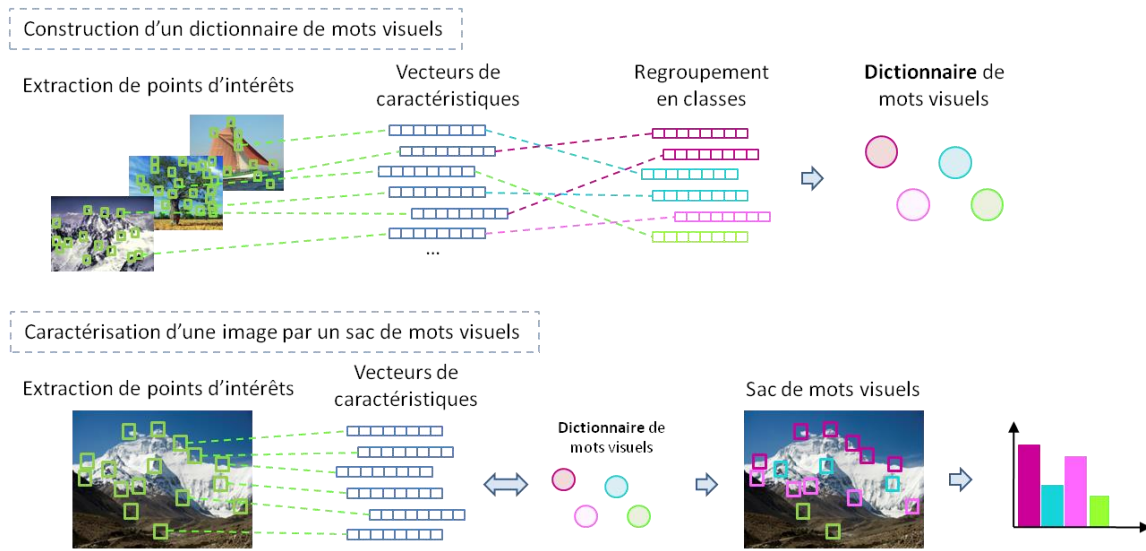 Construction d'un dictionnaire de mots visuels
Extraction de points d'intérêts
Vecteurs de
caractéristiques
Regroupement
en classes
Dictionnaire de
mots visuels
...
Caractérisation d'une image par un sac de mots visuels
Extraction de points d'intérêts
Vecteurs de
caractéristiques
Dictionnaire de
mots visuels
Sac de mots visuels